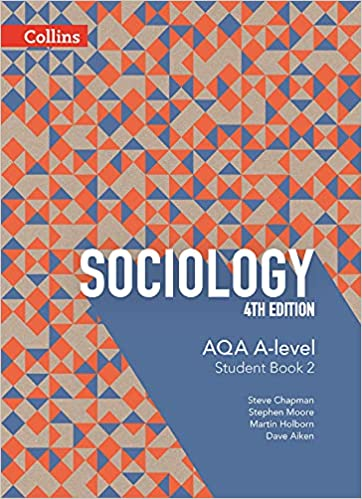 Collins
SOCIOLOGY
4TH EDITION
AQA A-level
Student Book 2
Steve Chapman
Stephen Moore
Martin Holborn
Dave Aiken